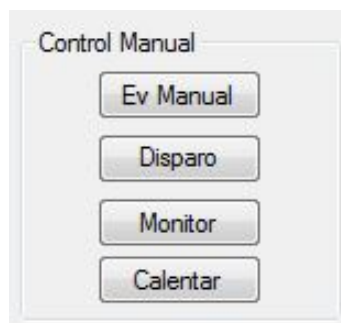 Control Manual
Ev Manual
Disparo
Monitor
Calentar